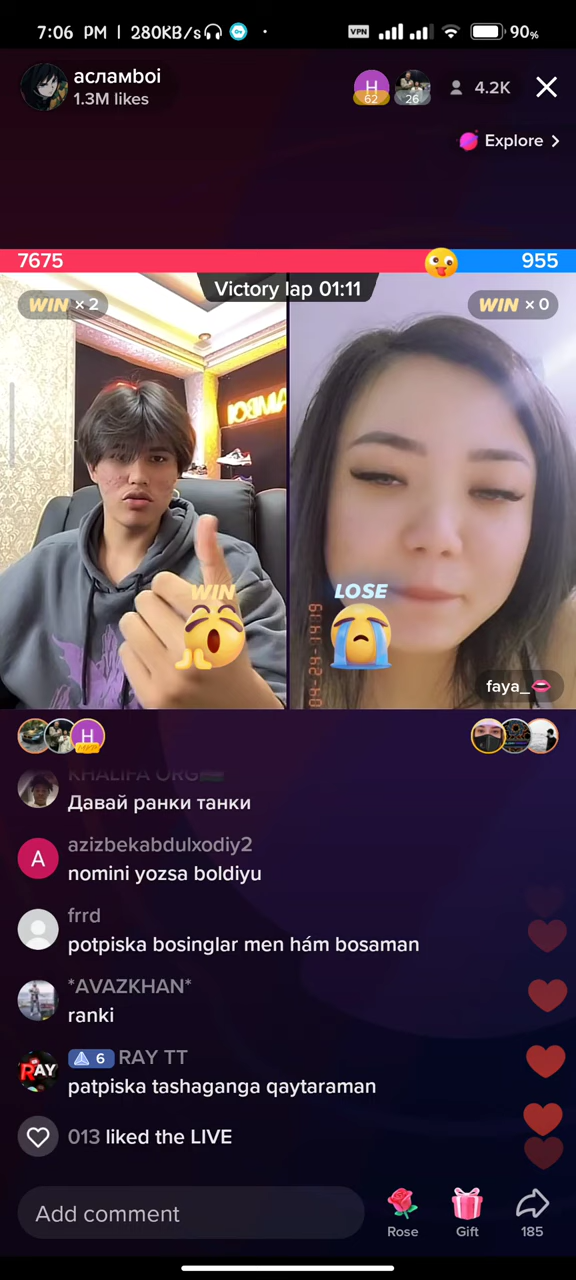 7:06 PM | 280KB/s
VPN
90%
асламboi
1.3M likes
H
62
26
4.2K
Explore >
7675
955
Victory lap 01:11
WIN × 2
WIN × 0
WIN
LOSE
04-24-14:19
faya_
H
KHALIFA ORG
Давай ранки танки
A
azizbekabdulxodiy2
nomini yozsa boldiyu
frrd
potpiska bosinglar men hám bosaman
*AVAZKHAN*
ranki
RAY
6 RAY TT
patpiska tashaganga qaytaraman
013 liked the LIVE
Add comment
Rose
Gift
185